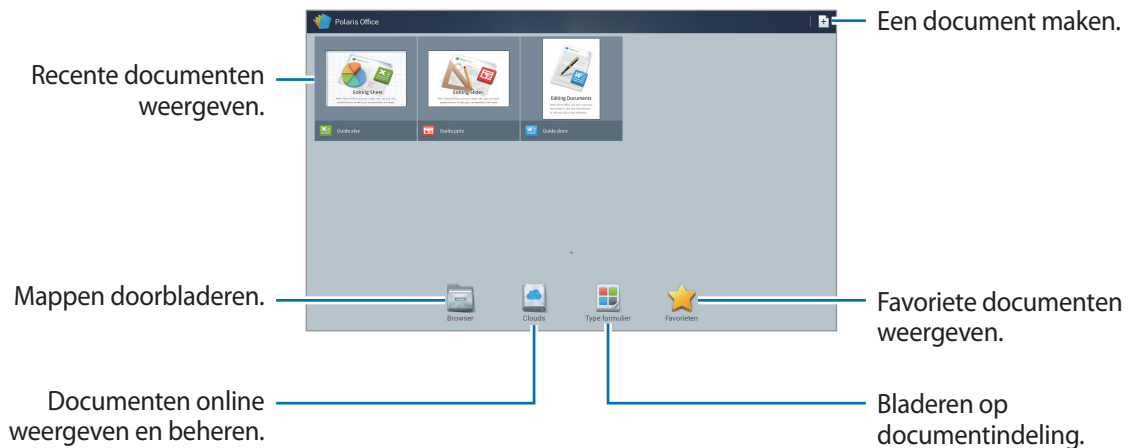 Polaris Office
Een document maken.
Recente documenten
weergeven.
Editing Sheet
Editing Slides
Editing Documents
Guide.xlsx
Guide.pptx
Guide.docx
Mappen doorbladeren.
Browser
Clouds
Type formulier
Favorieten
Favoriete documenten
weergeven.
Documenten online
weergeven en beheren.
Bladeren op
documentindeling.